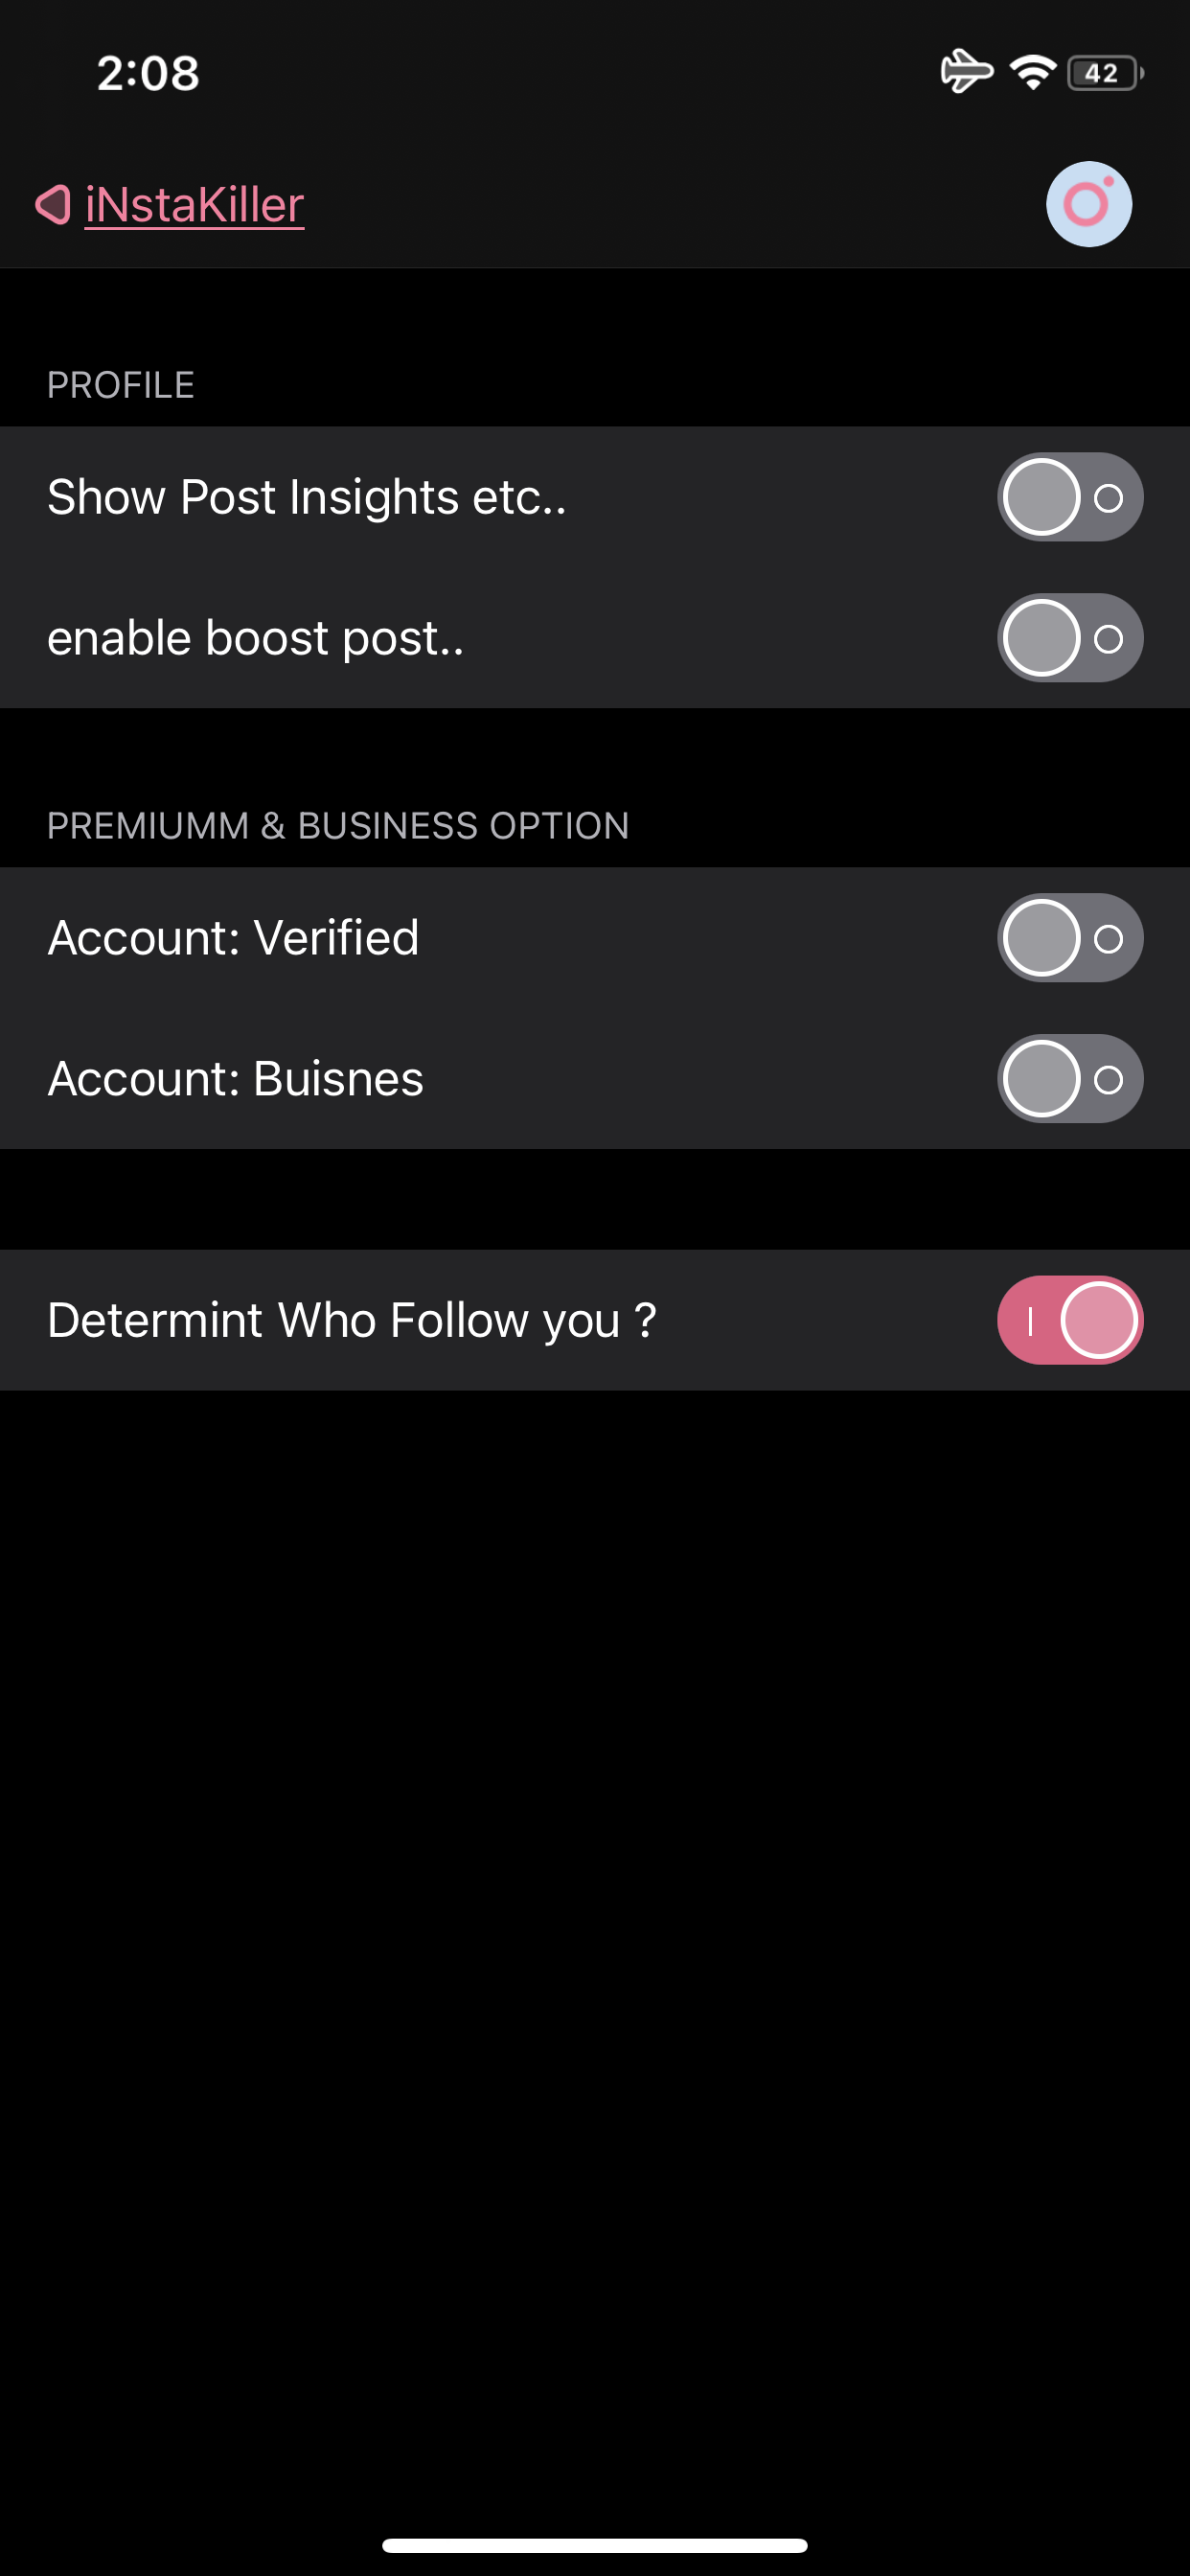 2:08
42
iNstaKiller
PROFILE
Show Post Insights etc..
enable boost post..
PREMIUMM & BUSINESS OPTION
Account: Verified
Account: Buisnes
Determint Who Follow you ?